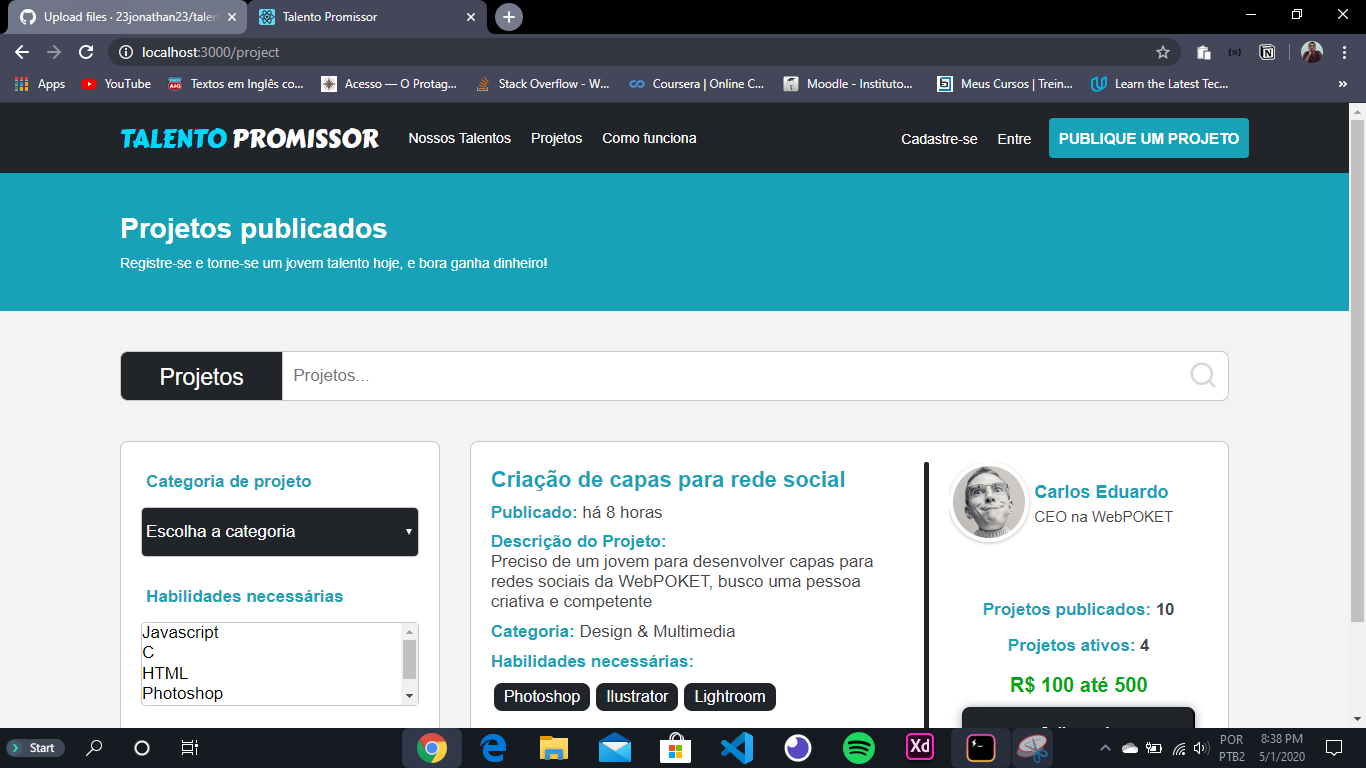 Upload files · 23jonathan23/talen
Talento Promissor
localhost:3000/project
Apps
YouTube
Textos em Inglês co...
Acesso — O Protag...
Stack Overflow - W...
Coursera | Online C...
Moodle - Instituto...
Meus Cursos | Trein...
Learn the Latest Tec...
»
TALENTO PROMISSOR
Nossos Talentos
Projetos
Como funciona
Cadastre-se
Entre
PUBLIQUE UM PROJETO
Projetos publicados
Registre-se e torne-se um jovem talento hoje, e bora ganha dinheiro!
Projetos
Projetos...
Categoria de projeto
Escolha a categoria
Habilidades necessárias
Javascript
C
HTML
Photoshop
Criação de capas para rede social
Publicado: há 8 horas
Descrição do Projeto:
Preciso de um jovem para desenvolver capas para
redes sociais da WebPOKET, busco uma pessoa
criativa e competente
Categoria: Design & Multimedia
Habilidades necessárias:
Photoshop
Ilustrator
Lightroom
Carlos Eduardo
CEO na WebPOKET
Projetos publicados: 10
Projetos ativos: 4
R$ 100 até 500
Start
Xd
POR
PTB2
8:38 PM
5/1/2020